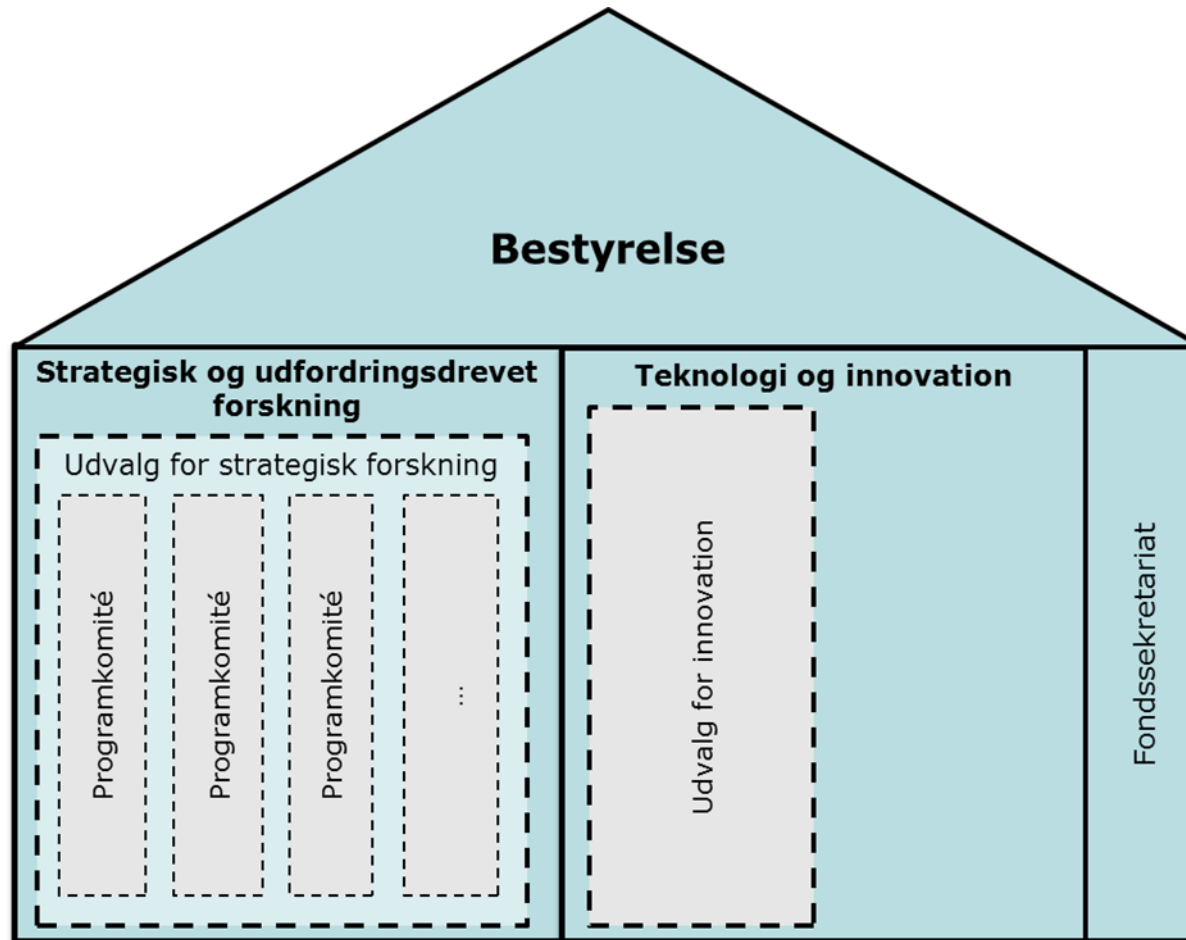 Bestyrelse
Strategisk og udfordringsdrevet
forskning
Udvalg for strategisk forskning
Programkomité
Programkomité
Programkomité
...
Teknologi og innovation
Udvalg for innovation
Fondssekretariat